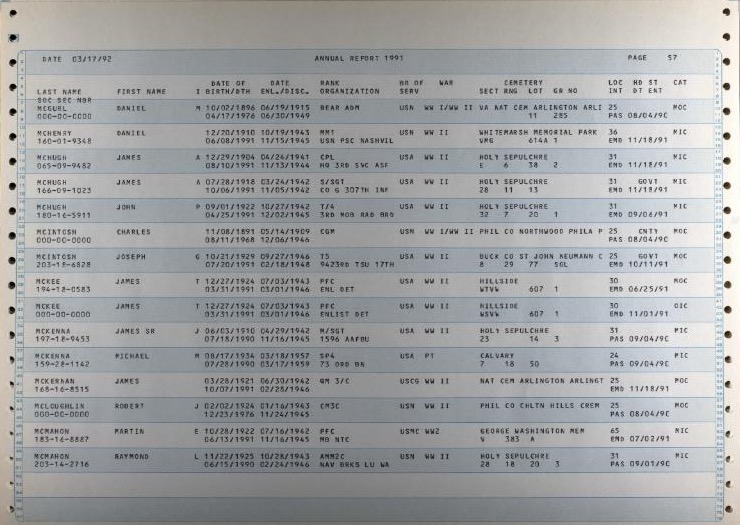 DATE 03/17/92 ANNUAL REPORT 1991 PAGE 57
DATE OF DATE RANK BR OF WAR CEMETERY LOC HD ST CAT
LAST NAME FIRST NAME I BIRTH/DTH ENL./DISC. ORGANIZATION SERV SECT RNG LOT GR NO INT DT ENT
SOC SEC NBR
MCGUEL DANIEL M 10/02/1896 06/19/1915 REAR ADM USN WW I/WW II VA NAT CEM ARLINGTON ARLI 25 MOC
000-00-0000 04/17/1976 06/30/1949 11 285 PAS 08/04/9C
MCHENRY DANIEL 12/20/1910 10/19/1943 MM1 USN WW II WHITEMARSH MEMORIAL PARK 36 MIC
160-01-9348 06/08/1991 11/15/1945 USN PSC NASHVIL VMG 614A 1 EMD 11/18/91
MCHUGH JAMES A 12/29/1904 04/24/1941 CPL USA WW II HOLY SEPULCHRE 31 MIC
065-09-9482 08/10/1991 11/13/1944 HQ 3RD SVC ASF E 6 38 2 EMD 11/18/91
MCHUGH JAMES A 07/28/1918 03/24/1942 S/SGT USA WW II HOLY SEPULCHRE 31 GOVT MIC
166-09-1023 10/06/1991 11/05/1942 CO G 307TH INF 28 11 13 EMD 11/18/91
MCHUGH JOHN P 09/01/1922 10/27/1942 T/4 USA WW II HOLY SEPULCHRE 31 MIC
180-16-5911 04/25/1991 12/02/1945 3RD MOB RAD BRO 32 7 20 1 EMD 09/06/91
MCINTOSH CHARLES 11/08/1891 05/14/1909 CGM USN WW I/WW II PHIL CO NORTHWOOD PHILA P 25 CNTY MOC
000-00-0000 08/11/1968 12/06/1946 PAS 08/04/9C
MCINTOSH JOSEPH G 10/21/1929 09/27/1946 T5 USA WW II BUCK CO ST JOHN NEUMANN C 25 GOVT MOC
203-18-6828 07/20/1991 02/18/1948 9423RD TSU 17TH 8 29 77 SGL EMD 10/11/91
MCKEE JAMES T 12/27/1924 07/03/1943 PFC USA WW II HILLSIDE 30 MOC
194-18-0583 03/31/1991 03/01/1946 ENL DET WTVW 607 1 EMD 06/25/91
MCKEE JAMES T 12/27/1924 07/03/1943 PFC USA WW II HILLSIDE 30 OIC
000-00-0000 03/31/1991 03/01/1946 ENLIST DET WSVW 607 1 EMD 11/01/91
MCKENNA JAMES SR J 06/03/1910 04/29/1942 M/SGT USA WW II HOLY SEPULCHRE 31 MIC
197-18-9453 07/18/1990 11/16/1945 1596 AAFBU 23 14 3 PAS 09/04/9C
MCKENNA MICHAEL M 08/17/1934 03/18/1957 SP4 USA PT CALVARY 24 MIC
159-28-1142 07/28/1990 03/17/1959 73 ORD BN 7 18 50 PAS 09/04/9C
MCKERNAN JAMES 03/28/1921 06/30/1942 QM 3/C USCG WW II NAT CEM ARLINGTON ARLINGT 25 MOC
168-16-8515 10/07/1991 02/28/1946 EMD 11/18/91
MCLOUGHLIN ROBERT J 02/02/1924 01/16/1943 CM3C USN WW II PHIL CO CHLTN HILLS CREM 25 MOC
000-00-0000 12/23/1976 11/24/1945 PAS 08/04/9C
MCMAHON MARTIN E 10/28/1922 07/16/1942 PFC USMC WW2 GEORGE WASHINGTON MEM 65 MIC
183-16-8887 06/13/1991 11/16/1945 MB NTC V 383 A EMD 07/02/91
MCMAHON RAYMOND L 11/22/1925 10/28/1943 AMM2C USN WW II HOLY SEPULCHRE 31 MIC
203-14-2716 06/15/1990 02/24/1946 NAV BRKS LU WA 28 18 20 3 PAS 09/01/9C